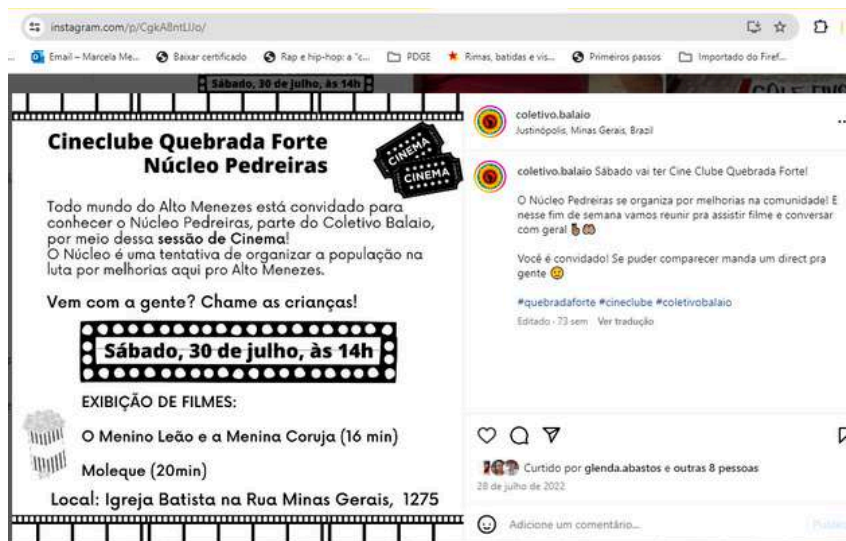 instagram.com/p/CgkA8ntLlJo/
Email – Marcela Me...
Baixar certificado
Rap e hip-hop: a "c...
PDGE
Rimas, batidas e vis...
Primeiros passos
Importado do Firef...
Sábado, 30 de julho, às 14h
Cineclube Quebrada Forte
Núcleo Pedreiras
CINEMA
CINEMA
Todo mundo do Alto Menezes está convidado para
conhecer o Núcleo Pedreiras, parte do Coletivo Balaio,
por meio dessa sessão de Cinema!
O Núcleo é uma tentativa de organizar a população na
luta por melhorias aqui pro Alto Menezes.
Vem com a gente? Chame as crianças!
Sábado, 30 de julho, às 14h
EXIBIÇÃO DE FILMES:
O Menino Leão e a Menina Coruja (16 min)
Moleque (20min)
Local: Igreja Batista na Rua Minas Gerais, 1275
coletivo.balaio
Justinópolis, Minas Gerais, Brazil
coletivo.balaio Sábado vai ter Cine Clube Quebrada Forte!
O Núcleo Pedreiras se organiza por melhorias na comunidade! E
nesse fim de semana vamos reunir pra assistir filme e conversar
com geral
Você é convidado! Se puder comparecer manda um direct pra
gente
#quebradaforte #cineclube #coletivobalaio
Editado · 73 sem Ver tradução
Curtido por glenda.abastos e outras 8 pessoas
28 de julho de 2022
Adicione um comentário...